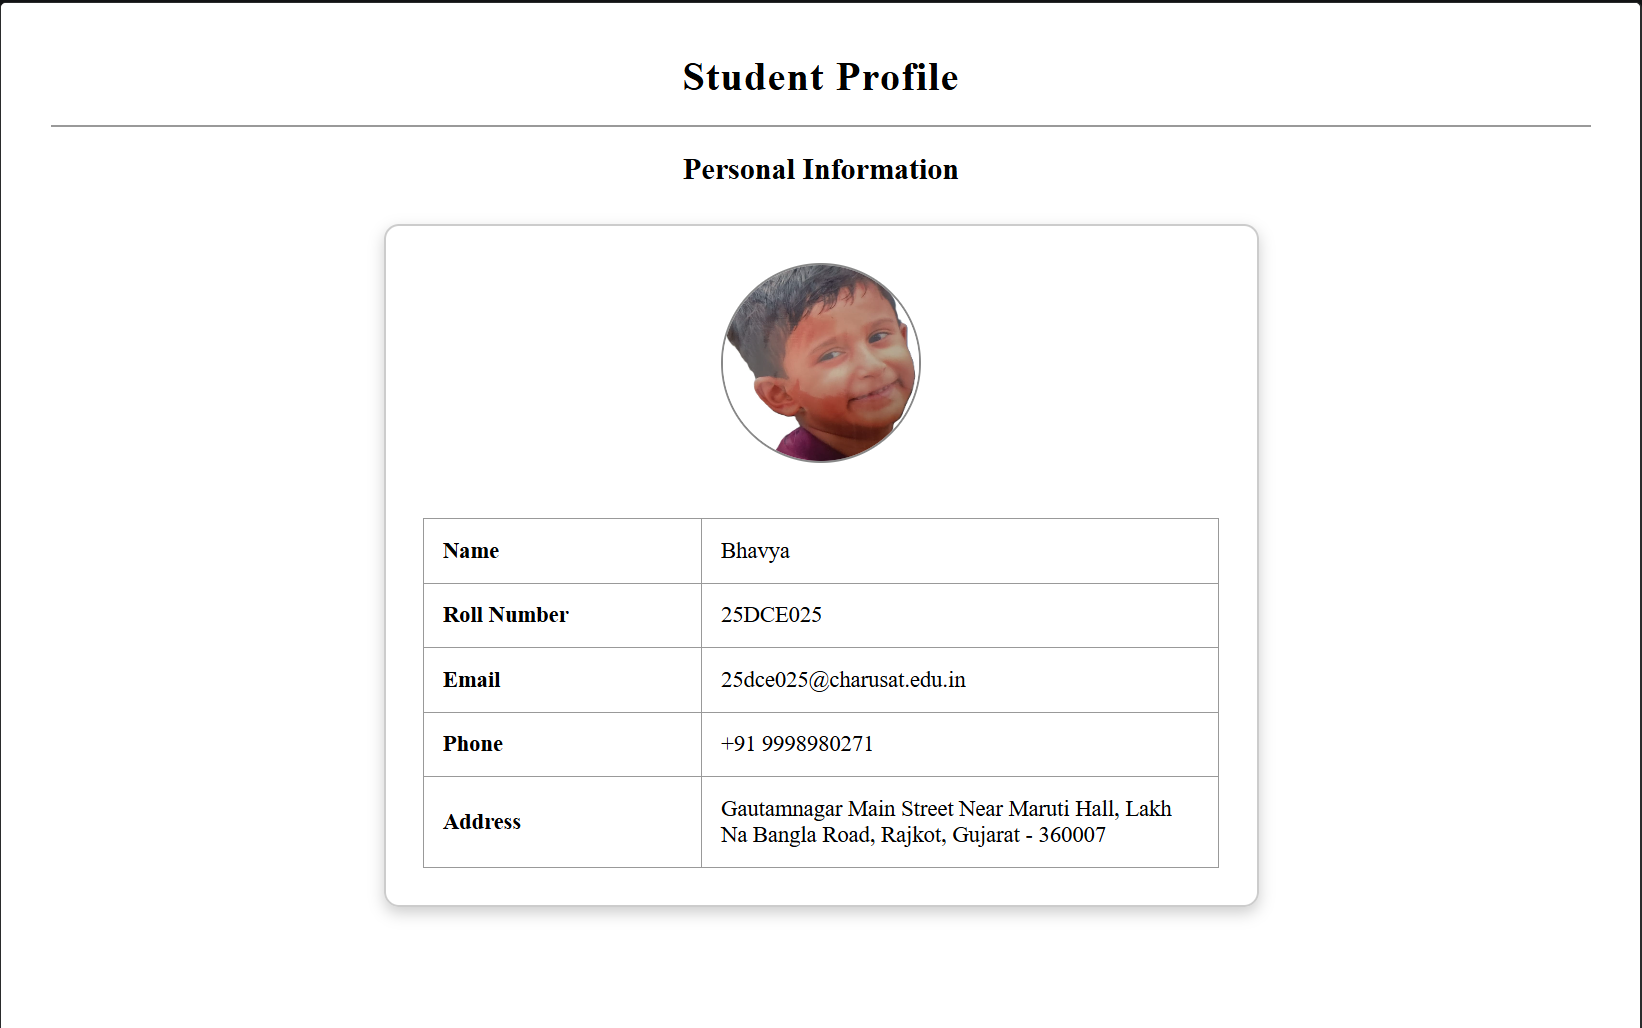 Student Profile
Personal Information
Name Bhavya
Roll Number 25DCE025
Email 25dce025@charusat.edu.in
Phone +91 9998980271
Address Gautamnagar Main Street Near Maruti Hall, Lakh
Na Bangla Road, Rajkot, Gujarat - 360007